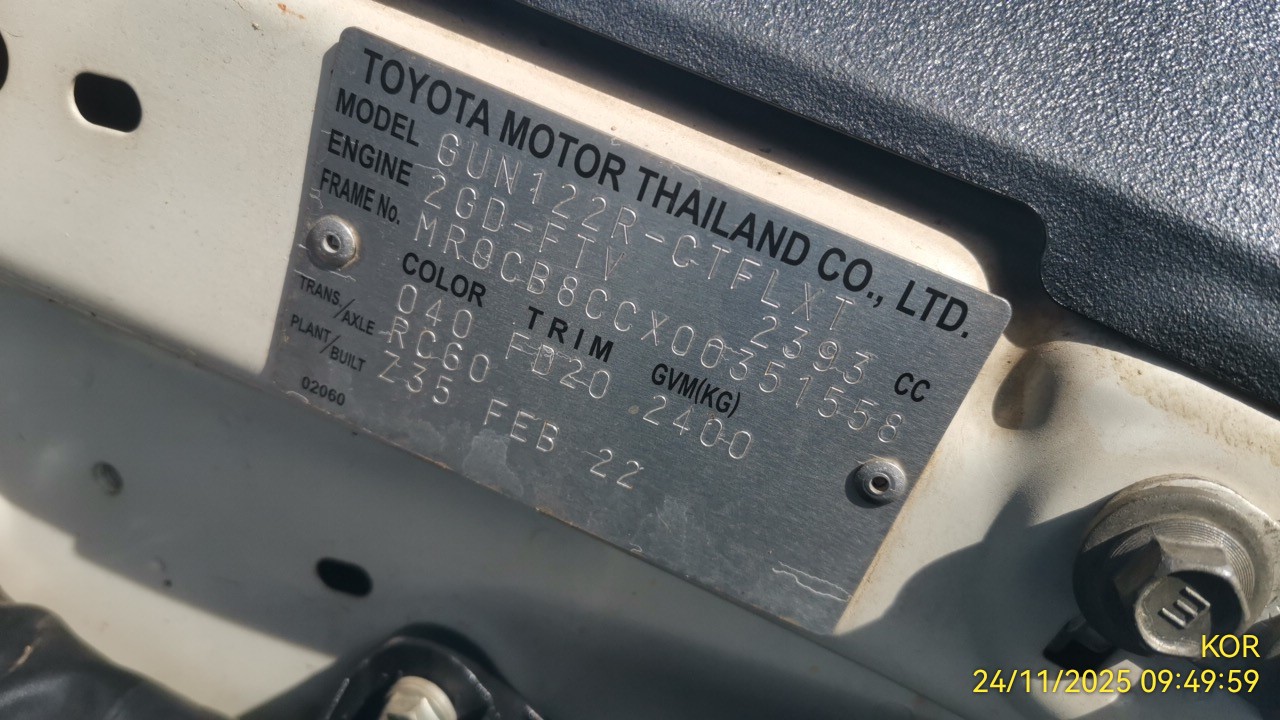 TOYOTA MOTOR THAILAND CO., LTD.
MODEL GUN122R-CTFLXT
ENGINE 2GD-FTV 2393 CC
FRAME No. MR0CB8CCX00351558
COLOR TRIM GVM(KG)
040 FD20 2400
TRANS/AXLE RC60
PLANT/BUILT Z35 FEB 22
02060
KOR
24/11/2025 09:49:59